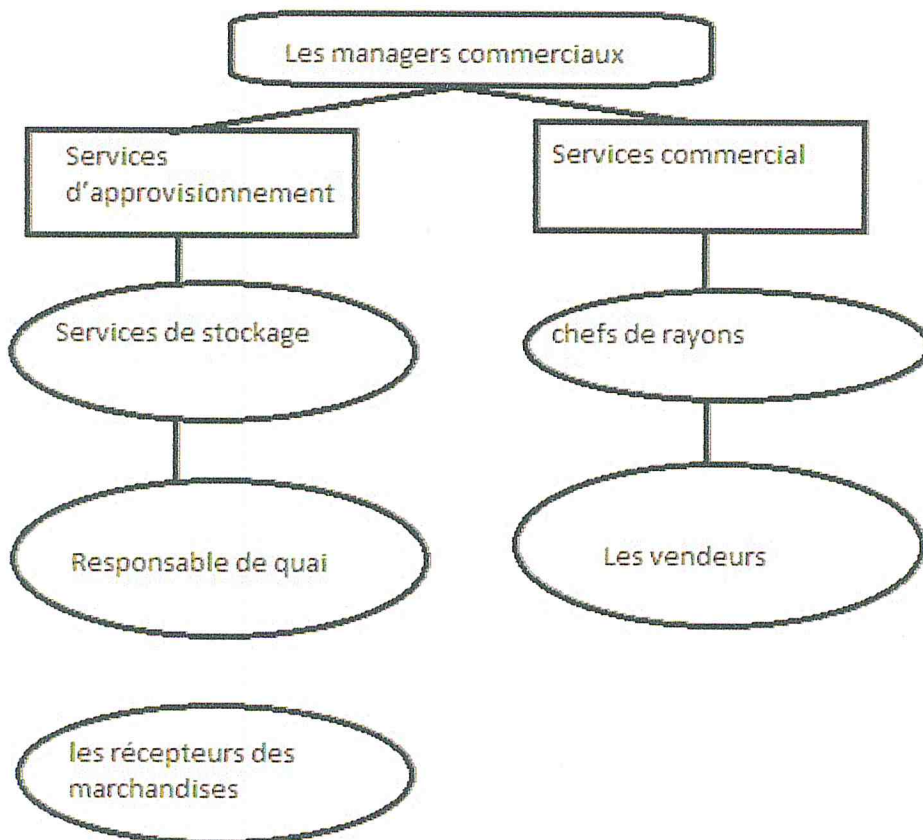 Les managers commerciaux
Services
d'approvisionnement
Services commercial
Services de stockage
chefs de rayons
Responsable de quai
Les vendeurs
les récepteurs des
marchandises